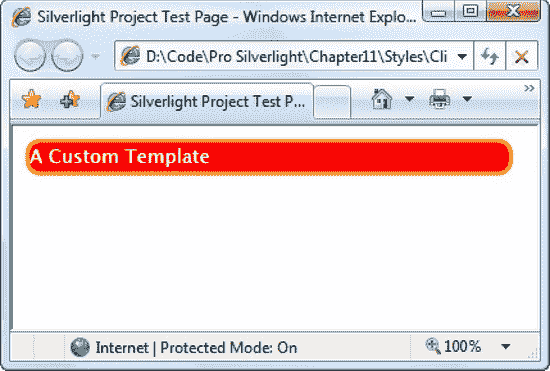 Silverlight Project Test Page - Windows Internet Explo...
D:\Code\Pro Silverlight\Chapter11\Styles\Cli
Silverlight Project Test P...
A Custom Template
Internet | Protected Mode: On
100%